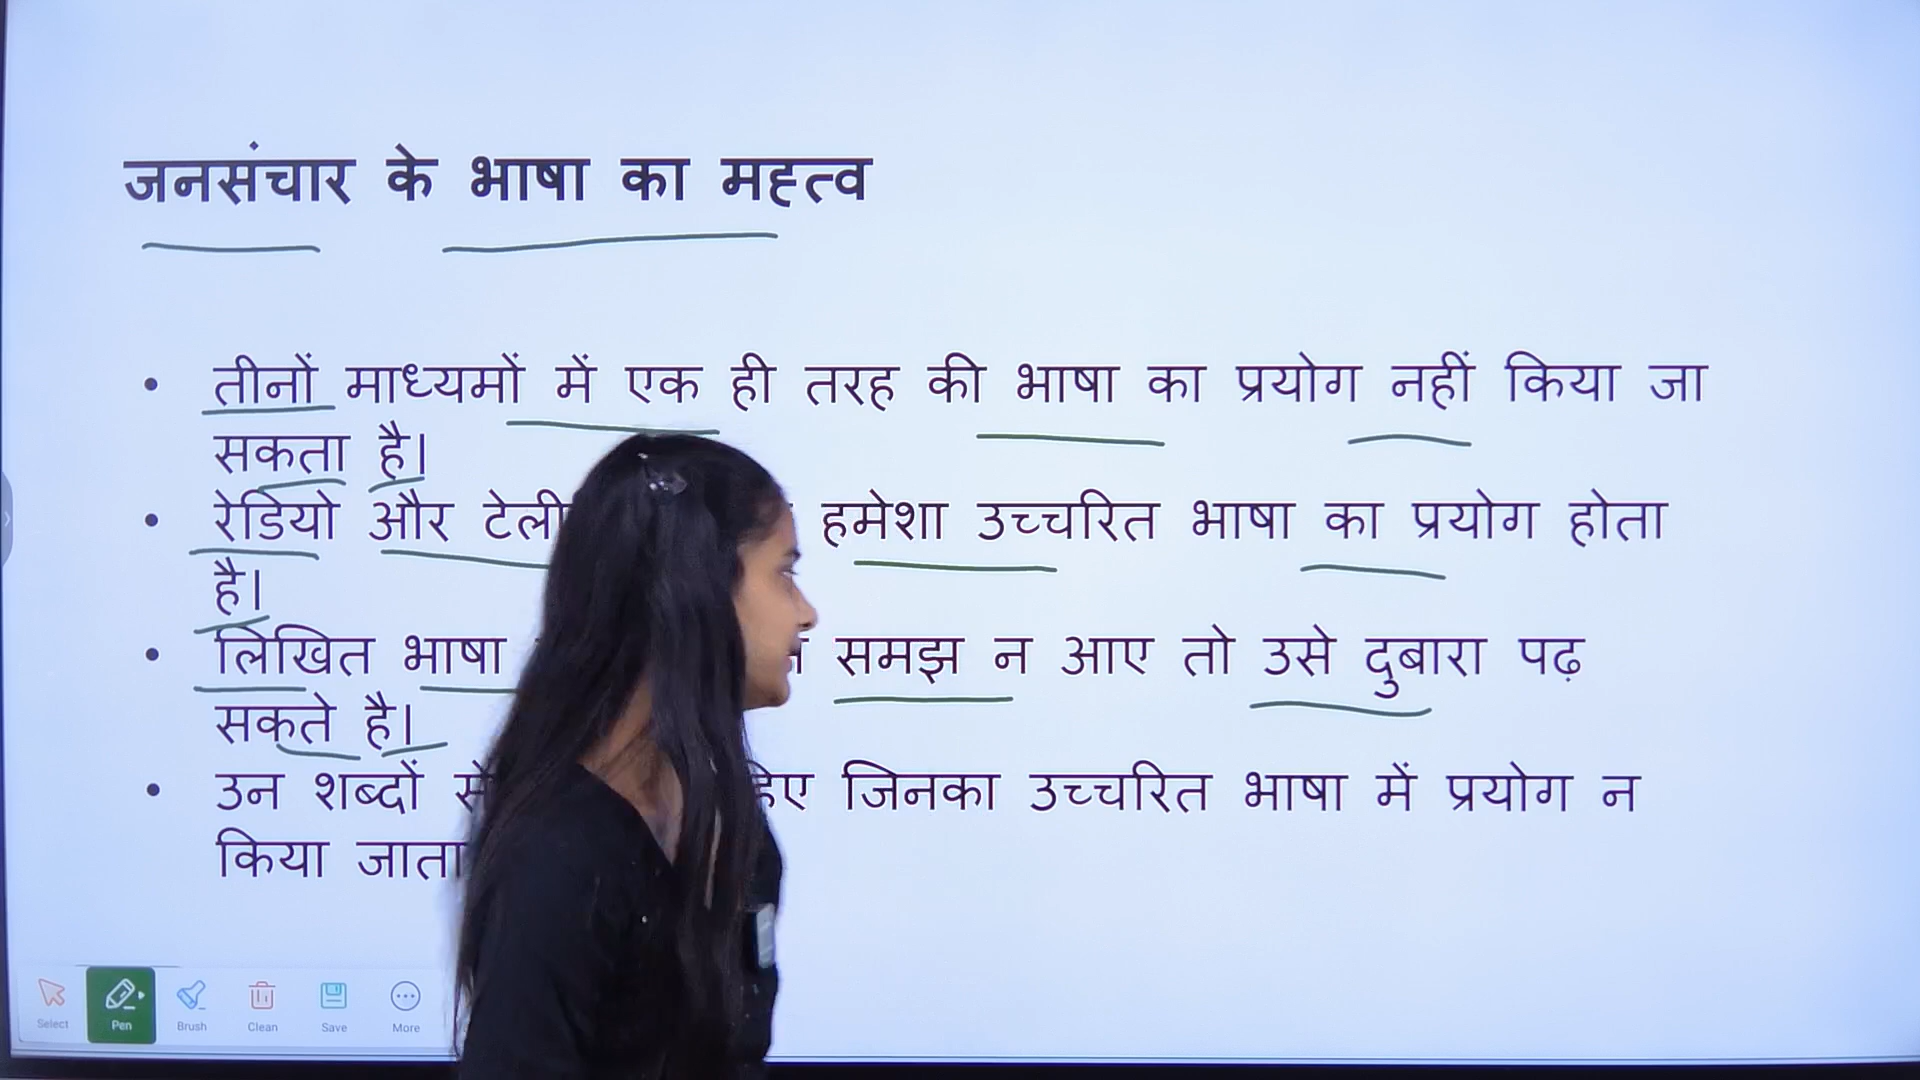 जनसंचार के भाषा का महत्व
• तीनों माध्यमों में एक ही तरह की भाषा का प्रयोग नहीं किया जा
सकता है।
• रेडियो और हमेशा उच्चरित भाषा का प्रयोग होता
है।
• लिखित भाषा समझ न आए तो उसे दुबारा पढ़
सकते है।
• उन शब्दों जिनका उच्चरित भाषा में प्रयोग न
किया जाता
Select Pen Brush Clean Save More